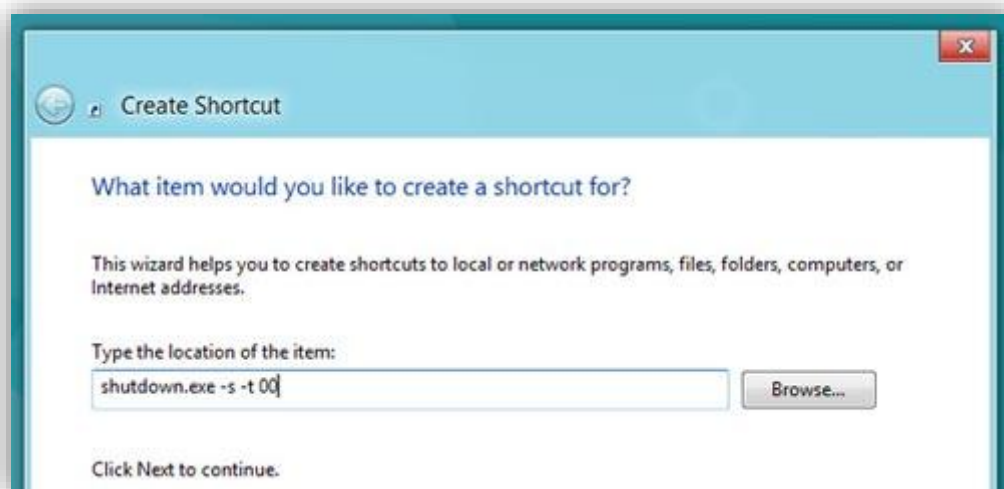 Create Shortcut
What item would you like to create a shortcut for?
This wizard helps you to create shortcuts to local or network programs, files, folders, computers, or
Internet addresses.
Type the location of the item:
shutdown.exe -s -t 00
Browse...
Click Next to continue.